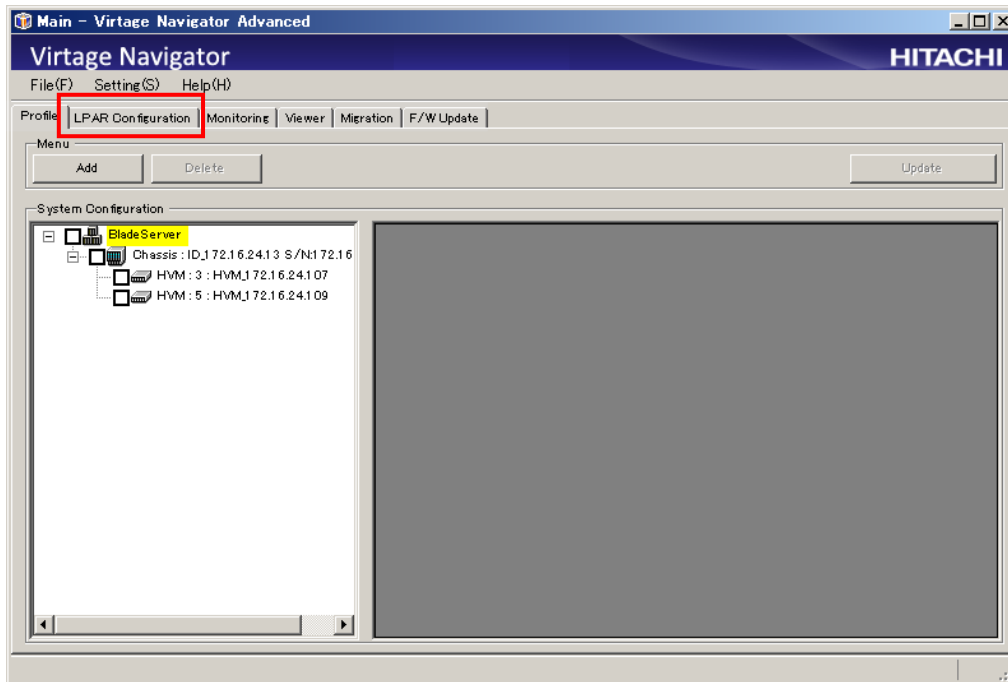 Main - Virtage Navigator Advanced
Virtage Navigator
HITACHI
File(F) Setting(S) Help(H)
Profile LPAR Configuration Monitoring Viewer Migration F/W Update
Menu
Add Delete Update
System Configuration
BladeServer
Chassis : ID_172.16.24.13 S/N:172.16
HVM : 3 : HVM_172.16.24.107
HVM : 5 : HVM_172.16.24.109